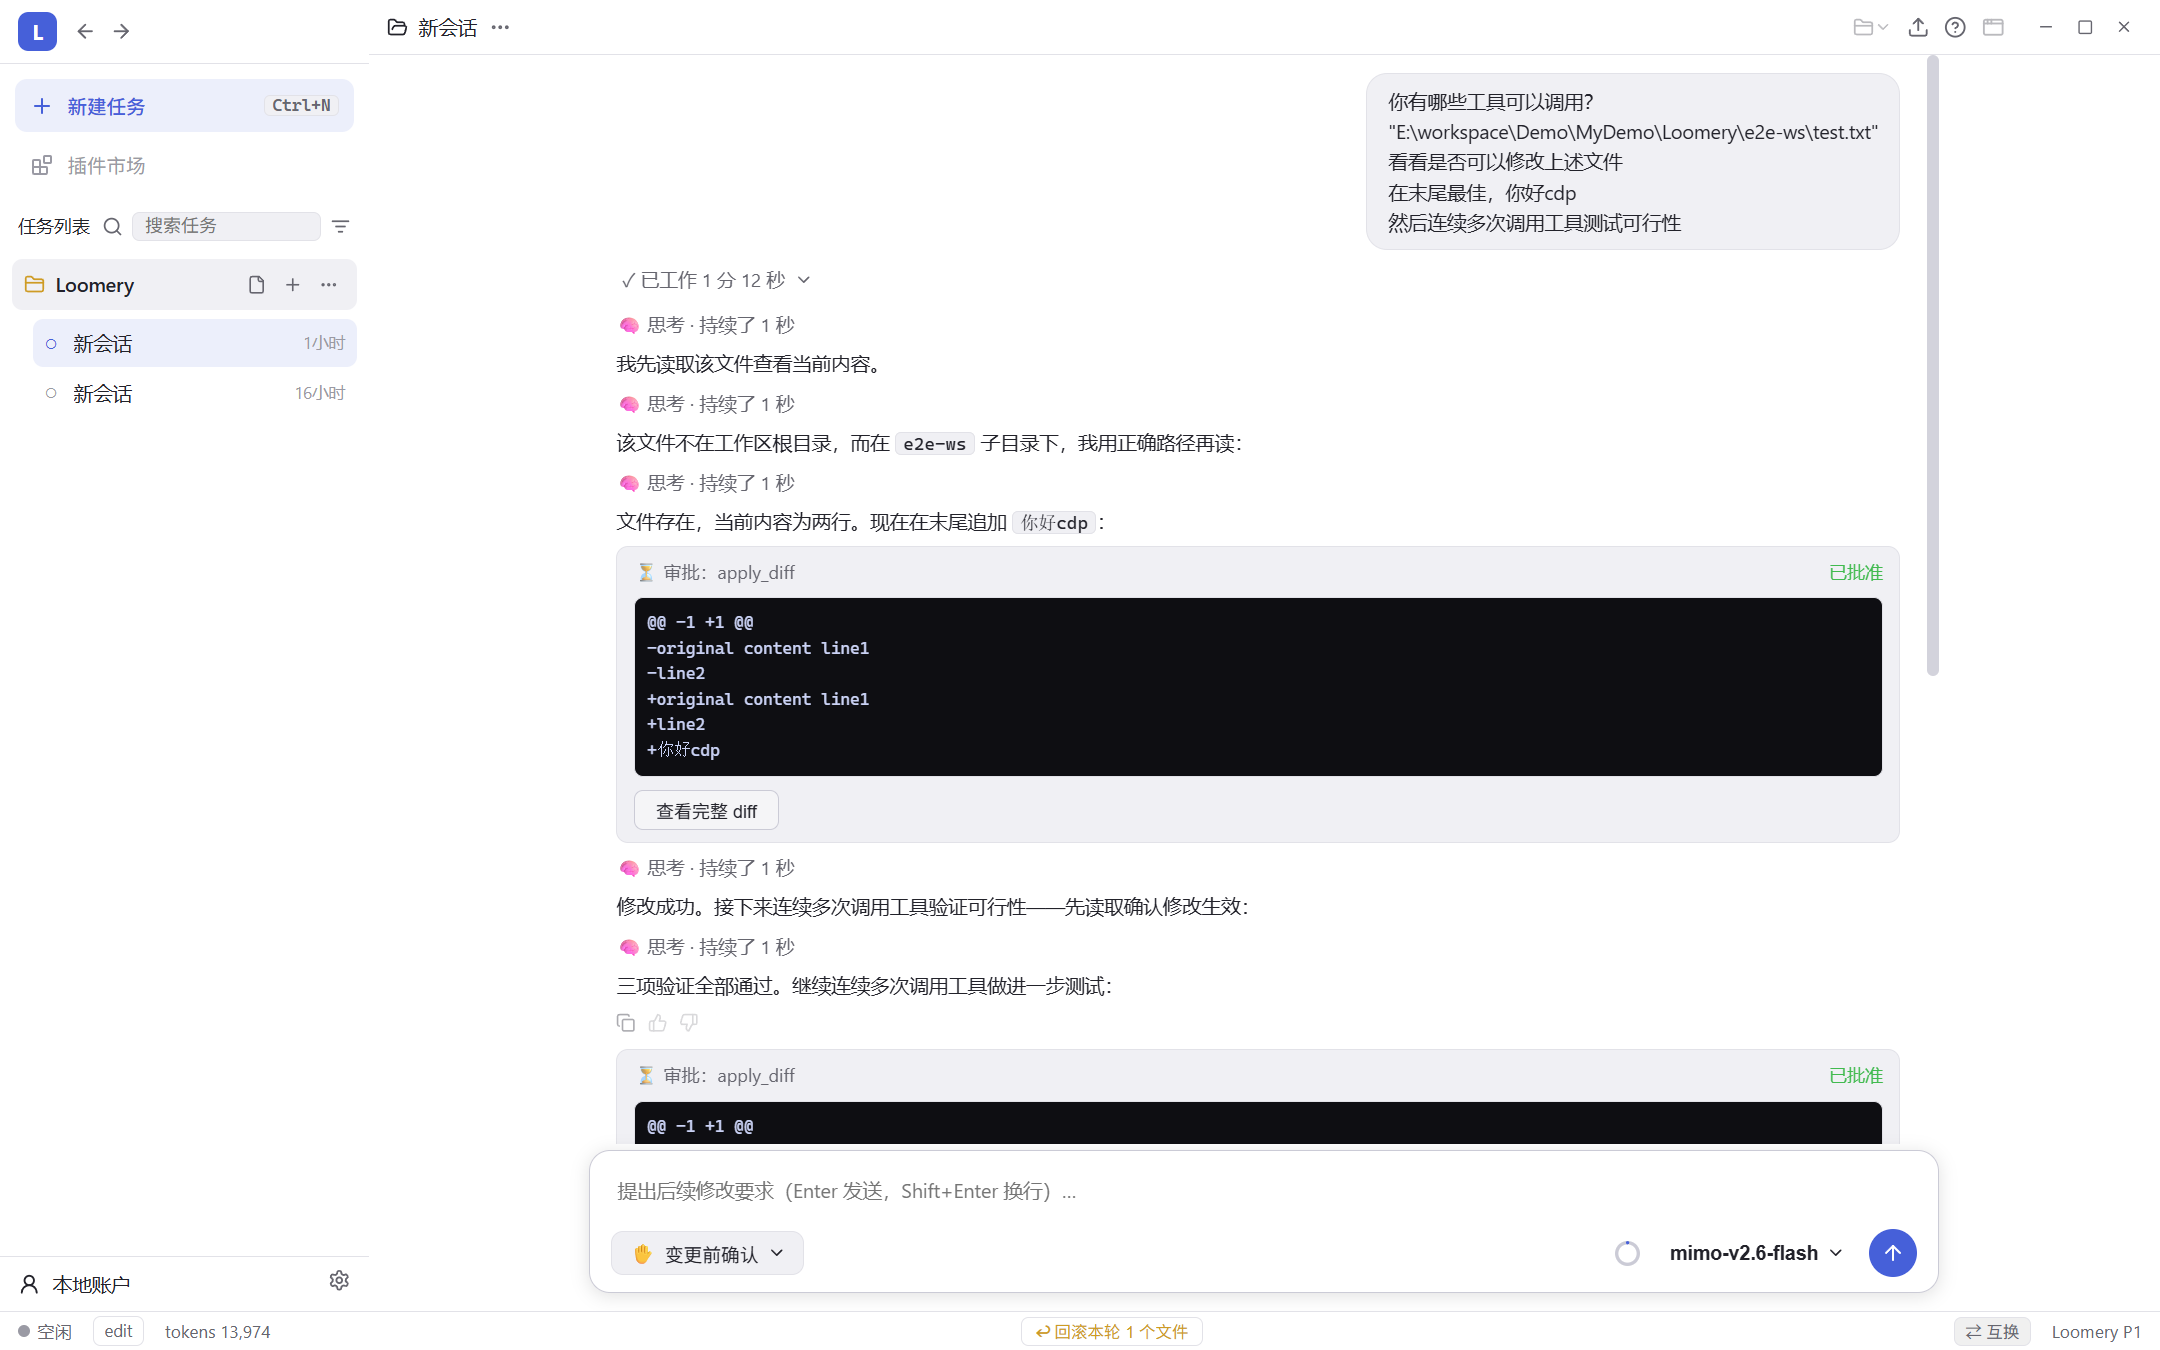 L
新会话
新建任务
Ctrl+N
插件市场
任务列表
搜索任务
Loomery
新会话
1小时
新会话
16小时
你有哪些工具可以调用？
"E:\workspace\Demo\MyDemo\Loomery\e2e-ws\test.txt"
看看是否可以修改上述文件
在末尾最佳，你好cdp
然后连续多次调用工具测试可行性
✓ 已工作 1 分 12 秒
思考 · 持续了 1 秒
我先读取该文件查看当前内容。
思考 · 持续了 1 秒
该文件不在工作区根目录，而在 e2e-ws 子目录下，我用正确路径再读：
思考 · 持续了 1 秒
文件存在，当前内容为两行。现在在末尾追加 你好cdp：
审批：apply_diff
已批准
@@ -1 +1 @@
-original content line1
-line2
+original content line1
+line2
+你好cdp
查看完整 diff
思考 · 持续了 1 秒
修改成功。接下来连续多次调用工具验证可行性——先读取确认修改生效：
思考 · 持续了 1 秒
三项验证全部通过。继续连续多次调用工具做进一步测试：
审批：apply_diff
已批准
@@ -1 +1 @@
提出后续修改要求（Enter 发送，Shift+Enter 换行）…
变更前确认
mimo-v2.6-flash
本地账户
空闲
edit
tokens 13,974
回滚本轮 1 个文件
互换
Loomery P1